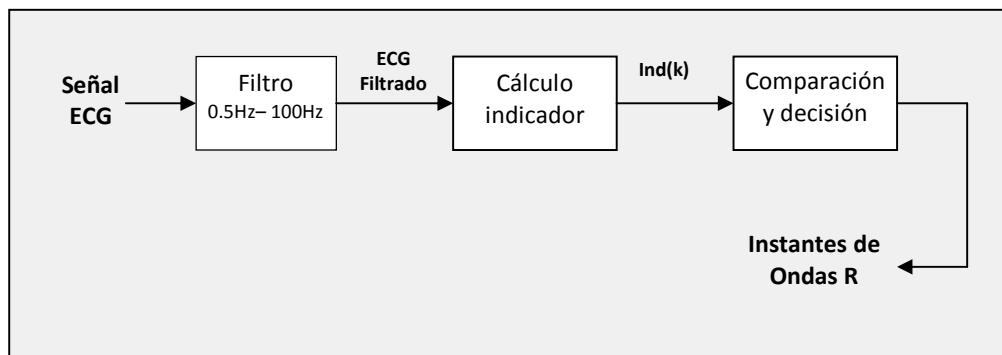 Señal
ECG
Filtro
0.5Hz– 100Hz
ECG
Filtrado
Cálculo
indicador
Ind(k)
Comparación
y decisión
Instantes de
Ondas R